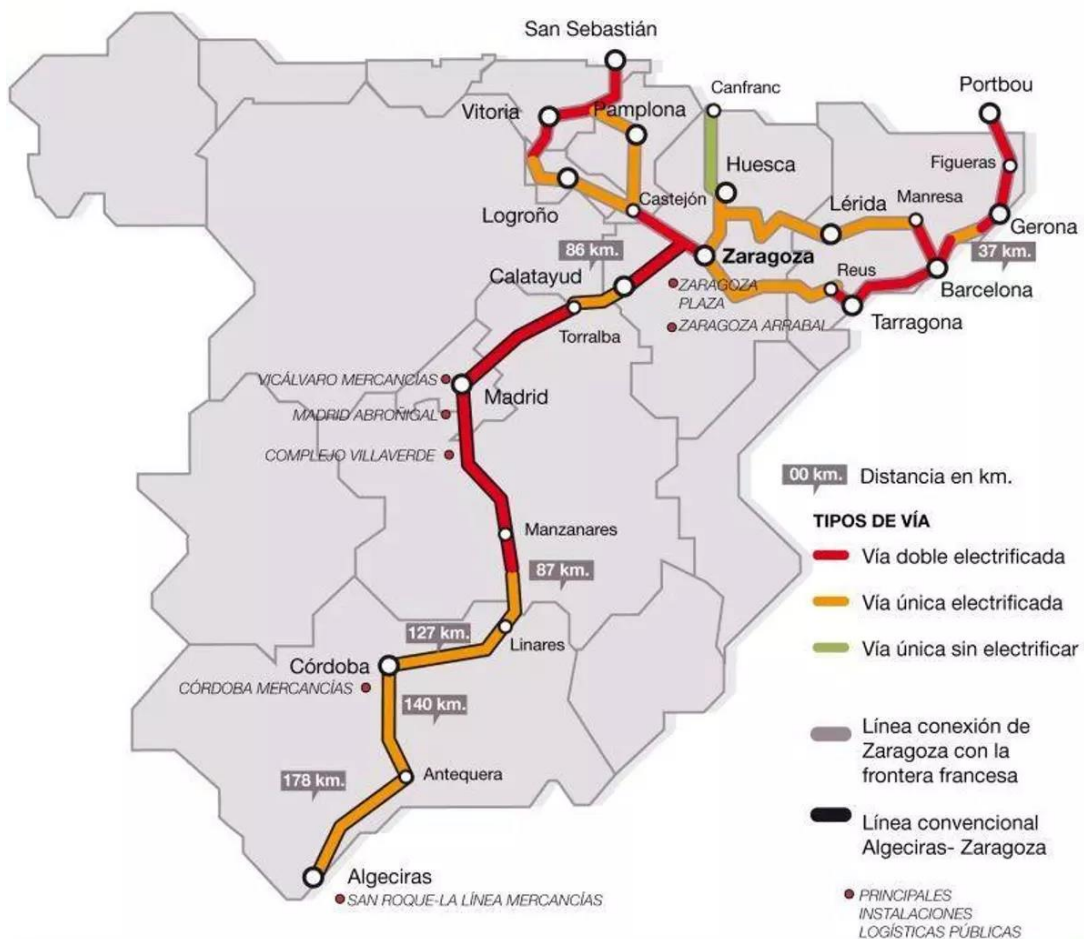 San Sebastián
Vitoria
Pamplona
Canfranc
Portbou
Huesca
Figueras
Logroño
Castejón
Lérida
Manresa
Gerona
86 km.
Zaragoza
37 km.
Calatayud
ZARAGOZA
PLAZA
Reus
Barcelona
Torralba
ZARAGOZA ARRABAL
Tarragona
VICÁLVARO MERCANCÍAS
Madrid
MADRID ABROÑIGAL
COMPLEJO VILLAVERDE
Manzanares
87 km.
127 km.
Linares
Córdoba
CÓRDOBA MERCANCÍAS
140 km.
178 km.
Antequera
Algeciras
SAN ROQUE-LA LÍNEA MERCANCÍAS
00 km. Distancia en km.
TIPOS DE VÍA
Vía doble electrificada
Vía única electrificada
Vía única sin electrificar
Línea conexión de
Zaragoza con la
frontera francesa
Línea convencional
Algeciras- Zaragoza
PRINCIPALES
INSTALACIONES
LOGÍSTICAS PÚBLICAS